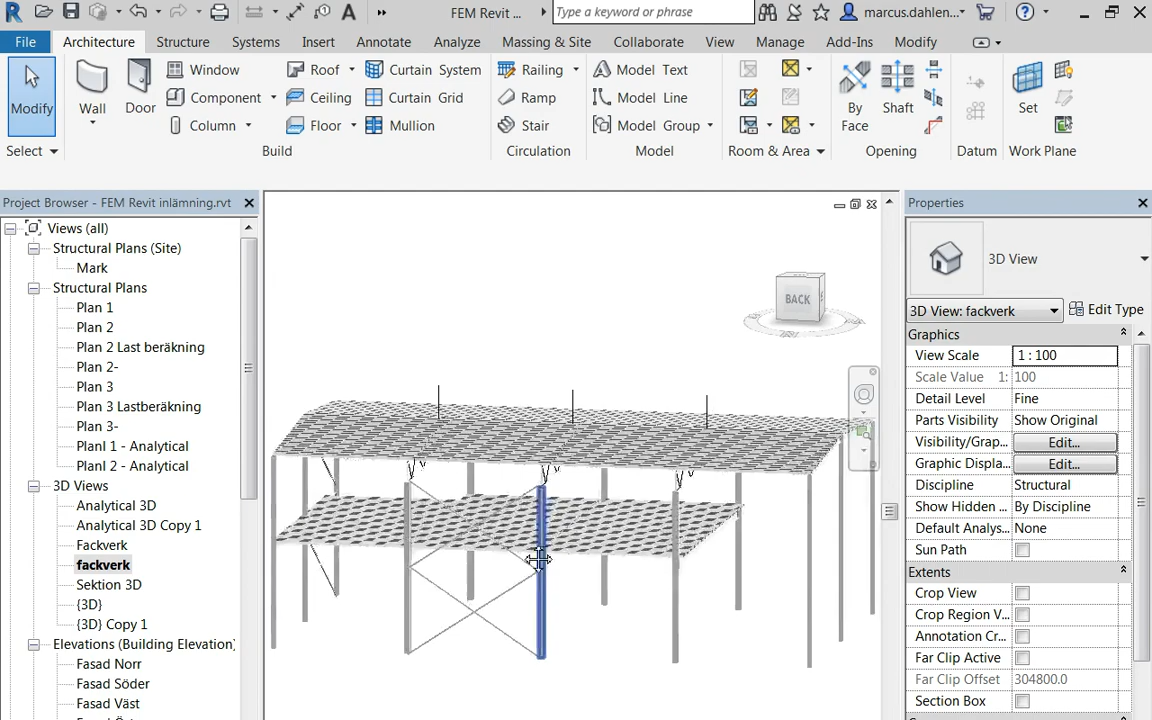 FEM Revit ...
Type a keyword or phrase
marcus.dahlen...
File Architecture Structure Systems Insert Annotate Analyze Massing & Site Collaborate View Manage Add-Ins Modify
Modify
Wall
Door
Window
Component
Column
Roof
Ceiling
Floor
Curtain System
Curtain Grid
Mullion
Railing
Ramp
Stair
Model Text
Model Line
Model Group
By
Face
Shaft
Set
Select Build Circulation Model Room & Area Opening Datum Work Plane
Project Browser - FEM Revit inlämning.rvt
Views (all)
Structural Plans (Site)
Mark
Structural Plans
Plan 1
Plan 2
Plan 2 Last beräkning
Plan 2-
Plan 3
Plan 3 Lastberäkning
Plan 3-
Planl 1 - Analytical
Planl 2 - Analytical
3D Views
Analytical 3D
Analytical 3D Copy 1
Fackverk
fackverk
Sektion 3D
{3D}
{3D} Copy 1
Elevations (Building Elevation)
Fasad Norr
Fasad Söder
Fasad Väst
BACK
Properties
3D View
3D View: fackverk Edit Type
Graphics
View Scale 1 : 100
Scale Value 1: 100
Detail Level Fine
Parts Visibility Show Original
Visibility/Grap... Edit...
Graphic Displa... Edit...
Discipline Structural
Show Hidden ... By Discipline
Default Analys... None
Sun Path
Extents
Crop View
Crop Region V...
Annotation Cr...
Far Clip Active
Far Clip Offset 304800.0
Section Box